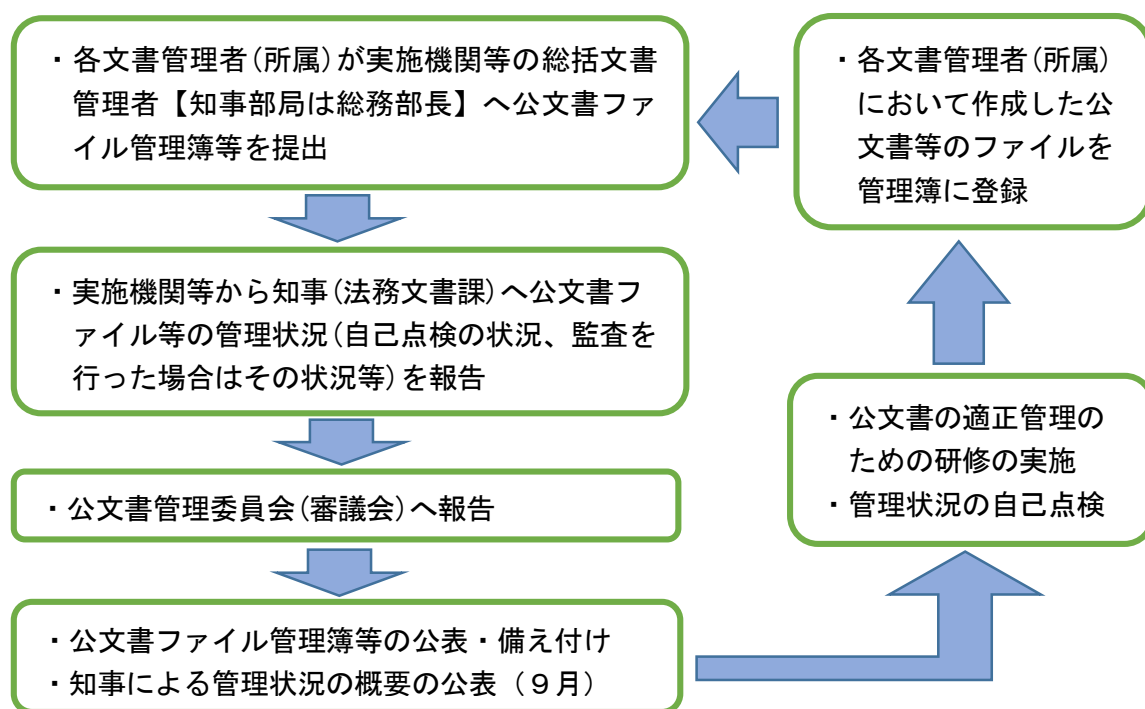 ・各文書管理者(所属)が実施機関等の総括文書
管理者【知事部局は総務部長】へ公文書ファ
イル管理簿等を提出
・実施機関等から知事(法務文書課)へ公文書フ
ァイル等の管理状況(自己点検の状況、監査を
行った場合はその状況等)を報告
・公文書管理委員会(審議会)へ報告
・公文書ファイル管理簿等の公表・備え付け
・知事による管理状況の概要の公表（９月）
・公文書の適正管理の
ための研修の実施
・管理状況の自己点検
・各文書管理者(所属)
において作成した公
文書等のファイルを
管理簿に登録